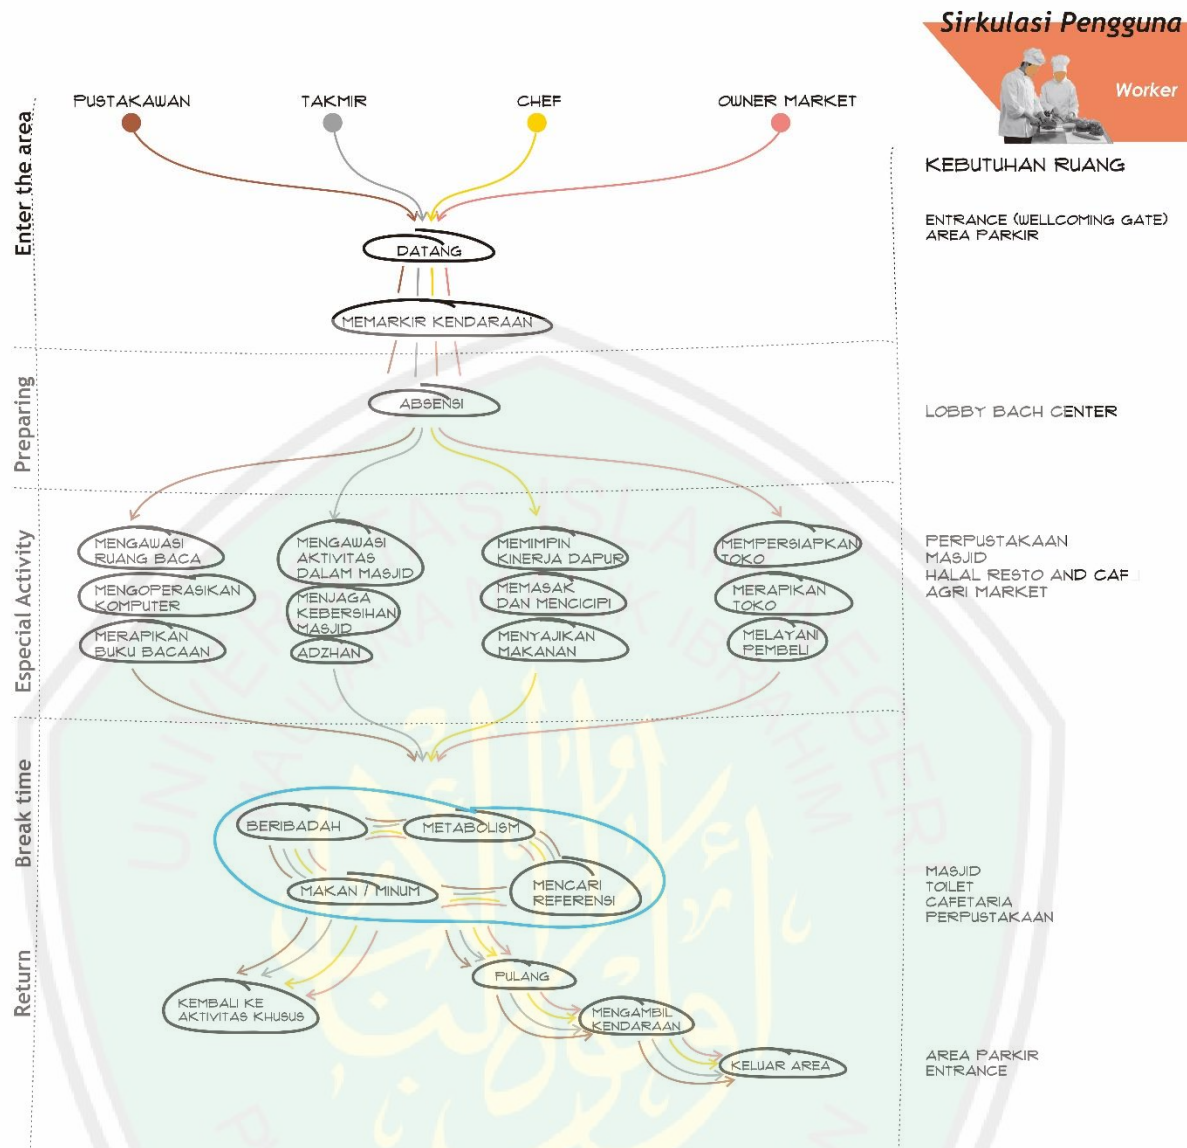 Sirkulasi Pengguna
Worker
PUSTAKAWAN
TAKMIR
CHEF
OWNER MARKET
Enter the area
KEBUTUHAN RUANG
ENTRANCE (WELLCOMING GATE)
AREA PARKIR
DATANG
MEMARKIR KENDARAAN
Preparing
ABSENSI
LOBBY BACH CENTER
Especial Activity
MENGAWASI
RUANG BACA
MENGOPERASIKAN
KOMPUTER
MERAPIKAN
BUKU BACAAN
MENGAWASI
AKTIVITAS
DALAM MASJID
MENJAGA
KEBERSIHAN
MASJID
ADZHAN
MEMIMPIN
KINERJA DAPUR
MEMASAK
DAN MENCICIPI
MENYAJIKAN
MAKANAN
MEMPERSIAPKAN
TOKO
MERAPIKAN
TOKO
MELAYANI
PEMBELI
PERPUSTAKAAN
MASJID
HALAL RESTO AND CAF
AGRI MARKET
Break time
BERIBADAH
METABOLISM
MAKAN / MINUM
MENCARI
REFERENSI
MASJID
TOILET
CAFETARIA
PERPUSTAKAAN
Return
KEMBALI KE
AKTIVITAS KHUSUS
PULANG
MENGAMBIL
KENDARAAN
KELUAR AREA
AREA PARKIR
ENTRANCE